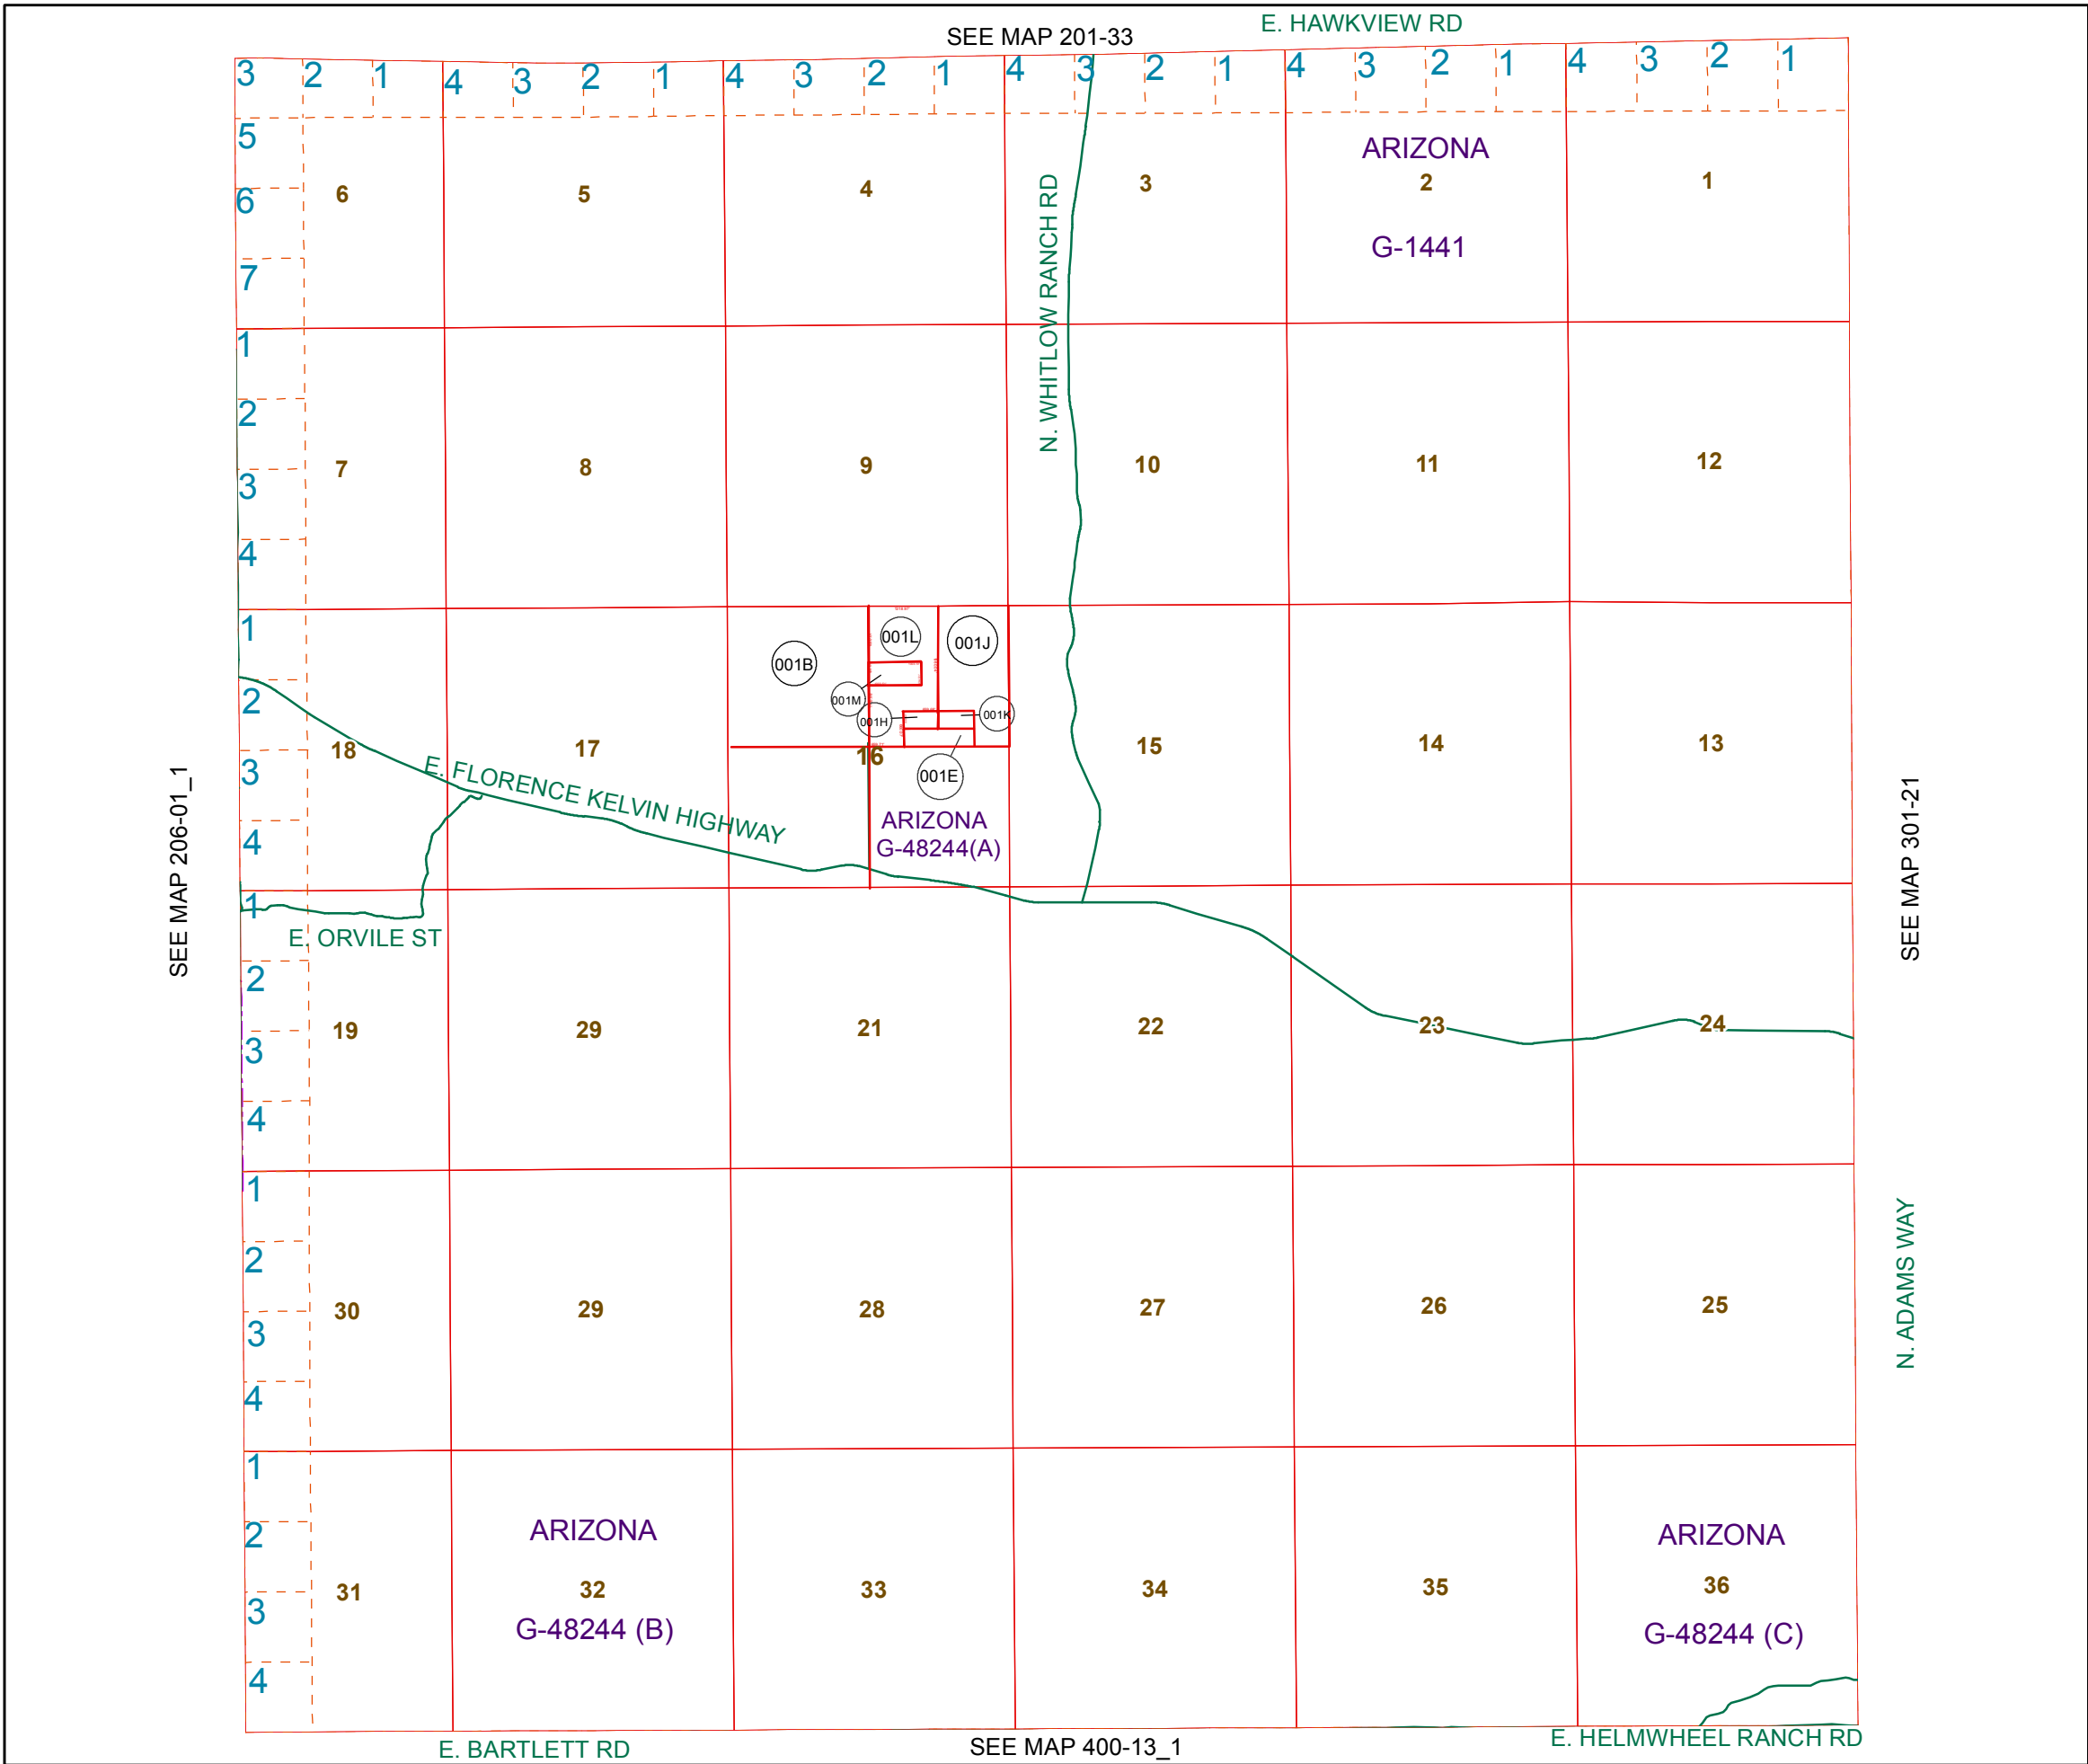 E. HAWKVIEW RD
SEE MAP 201-33
3 2 1 4 3 2 1 4 3 2 1 4 3 2 1 4 3 2 1 4 3 2 1
5
6
7
ARIZONA
6 5 4 3 2 1
G-1441
N. WHITLOW RANCH RD
1
2
3
4
7 8 9 10 11 12
1
2
3
4
001L
001J
001B
001M
001H
001K
001E
18 17 16 15 14 13
E. FLORENCE KELVIN HIGHWAY
ARIZONA
G-48244(A)
SEE MAP 206-01_1
SEE MAP 301-21
1
E. ORVILE ST
2
3
4
19 29 21 22 23 24
1
2
3
4
30 29 28 27 26 25
N. ADAMS WAY
1
2
3
4
ARIZONA
ARIZONA
31 32 33 34 35 36
G-48244 (B)
G-48244 (C)
E. BARTLETT RD
SEE MAP 400-13_1
E. HELMWHEEL RANCH RD